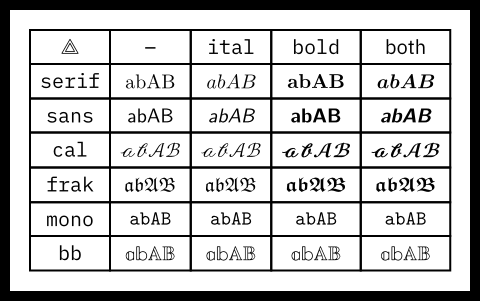 ◬ – ital bold both
serif abAB 𝑎𝑏𝐴𝐵 𝐚𝐛𝐀𝐁 𝒂𝒃𝑨𝑩
sans 𝖺𝖻𝖠𝖡 𝘢𝘣𝘈𝘉 𝗮𝗯𝗔𝗕 𝙖𝙗𝘼𝘽
cal 𝒶𝒷𝒜ℬ 𝒶𝒷𝒜ℬ 𝓪𝓫𝓐𝓑 𝓪𝓫𝓐𝓑
frak 𝔞𝔟𝔄𝔅 𝔞𝔟𝔄𝔅 𝖆𝖇𝕬𝕭 𝖆𝖇𝕬𝕭
mono 𝚊𝚋𝙰𝙱 𝚊𝚋𝙰𝙱 𝚊𝚋𝙰𝙱 𝚊𝚋𝙰𝙱
bb 𝕒𝕓𝔸𝔹 𝕒𝕓𝔸𝔹 𝕒𝕓𝔸𝔹 𝕒𝕓𝔸𝔹